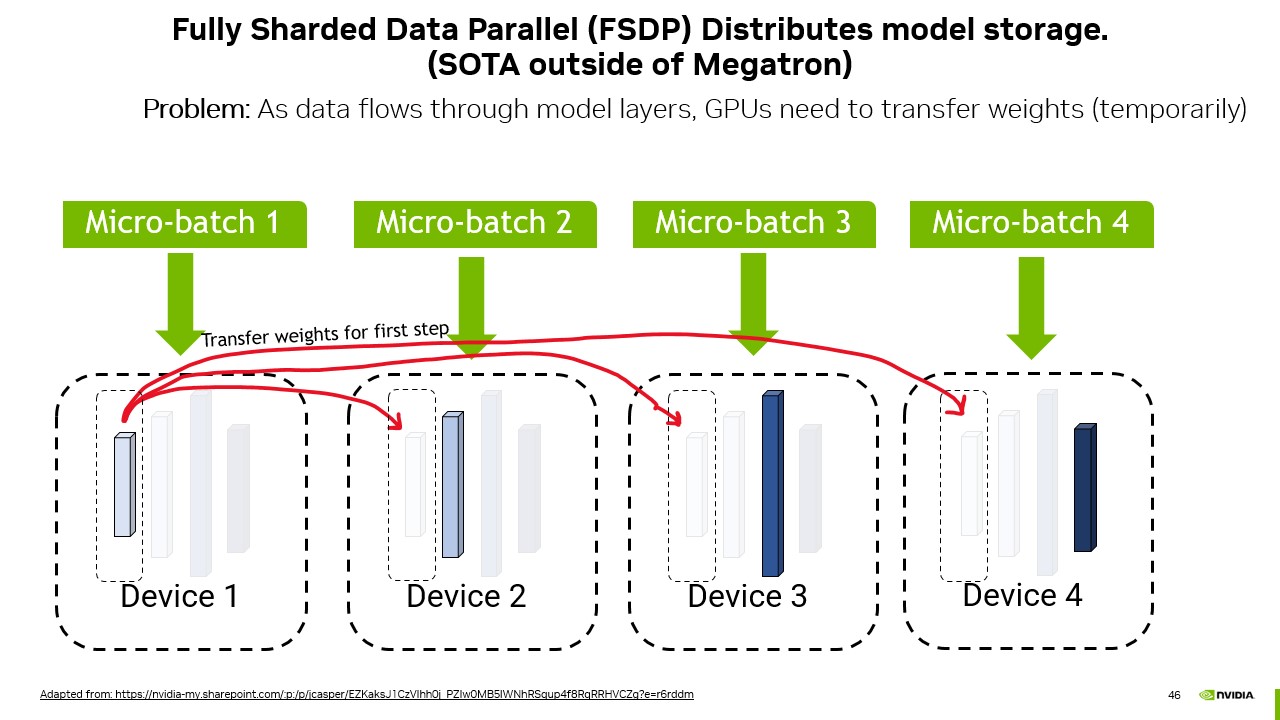 Fully Sharded Data Parallel (FSDP) Distributes model storage.
(SOTA outside of Megatron)
Problem: As data flows through model layers, GPUs need to transfer weights (temporarily)
Micro-batch 1
Micro-batch 2
Micro-batch 3
Micro-batch 4
Transfer weights for first step
Device 1
Device 2
Device 3
Device 4
Adapted from: https://nvidia-my.sharepoint.com/:p:/p/jcasper/EZKaksJ1CzVIhh0j_PZIw0MB5IWNhRSqup4f8RqRRHVCZq?e=r6rddm
46
NVIDIA.